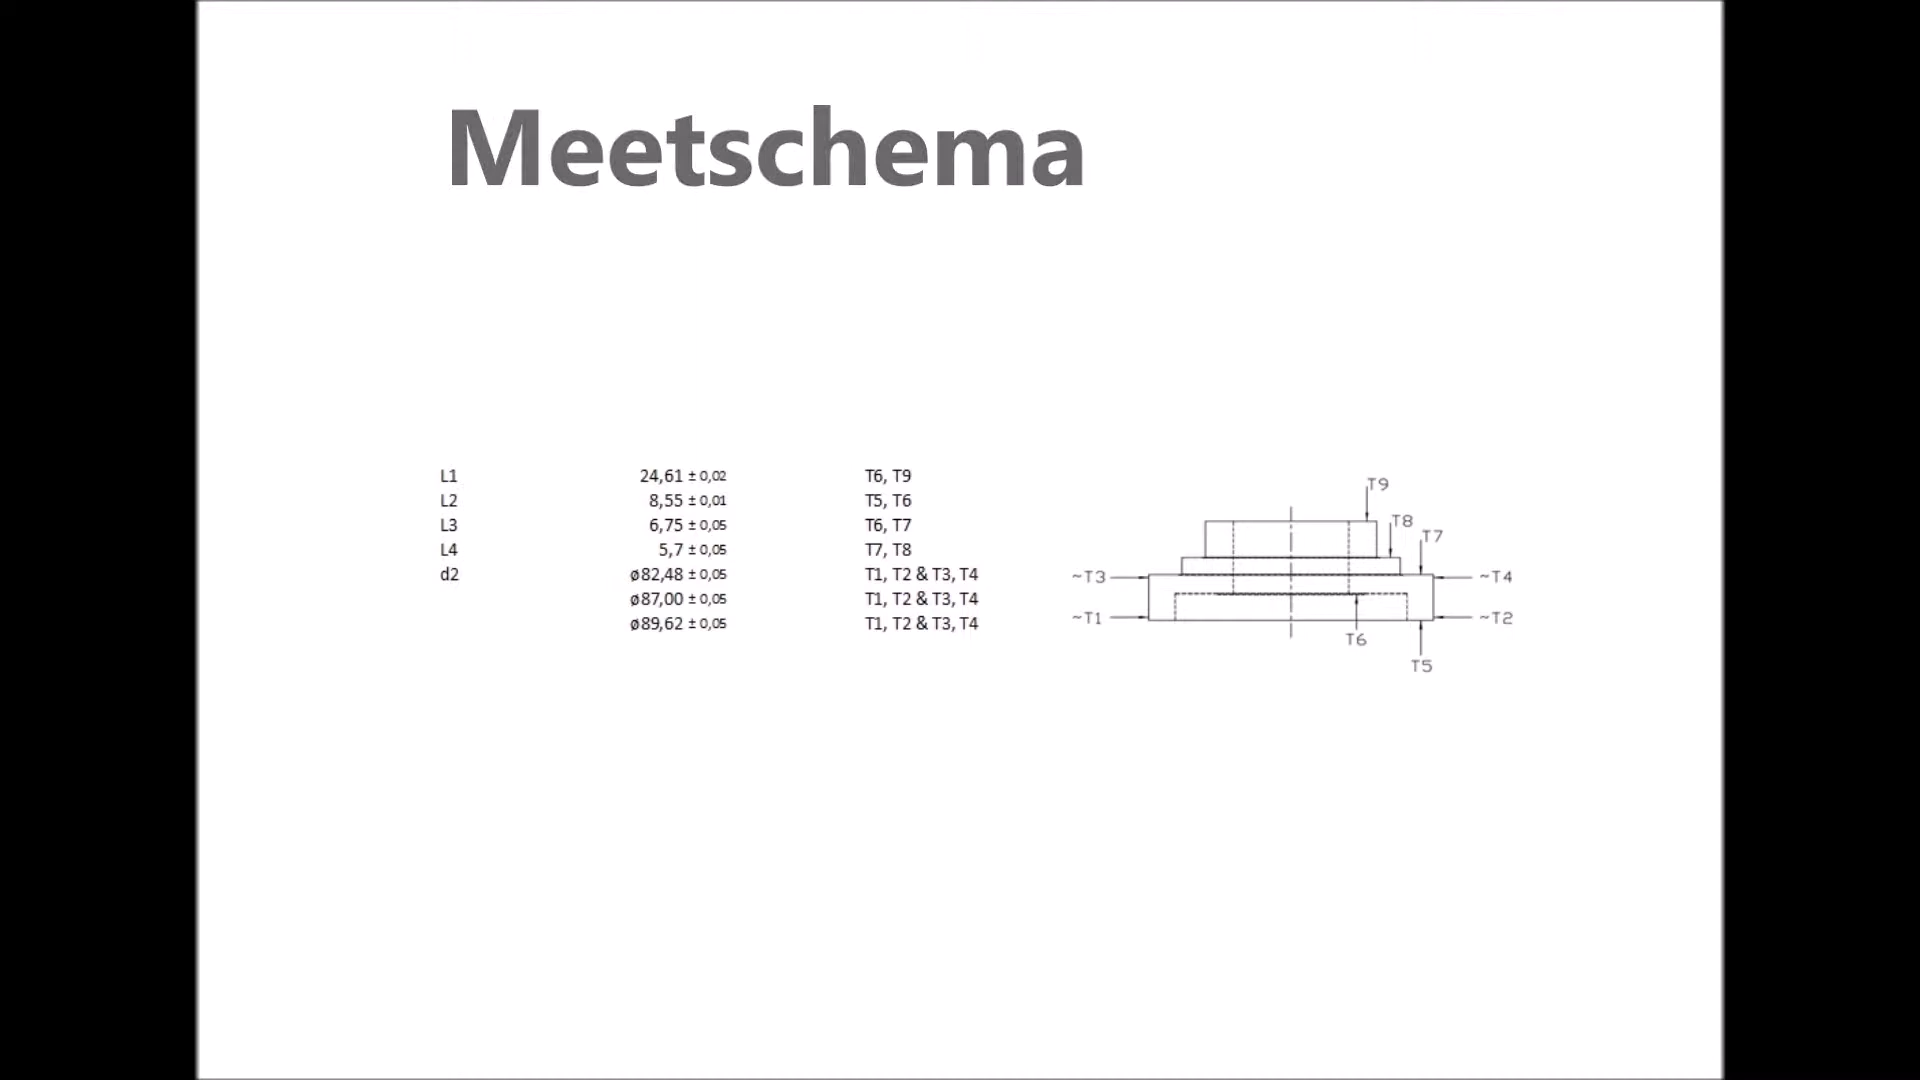 Meetschema
L1 24,61 ± 0,02 T6, T9
L2 8,55 ± 0,01 T5, T6
L3 6,75 ± 0,05 T6, T7
L4 5,7 ± 0,05 T7, T8
d2 ø82,48 ± 0,05 T1, T2 & T3, T4
ø87,00 ± 0,05 T1, T2 & T3, T4
ø89,62 ± 0,05 T1, T2 & T3, T4
T9
T8
T7
~T3 ~T4
~T1 ~T2
T6
T5